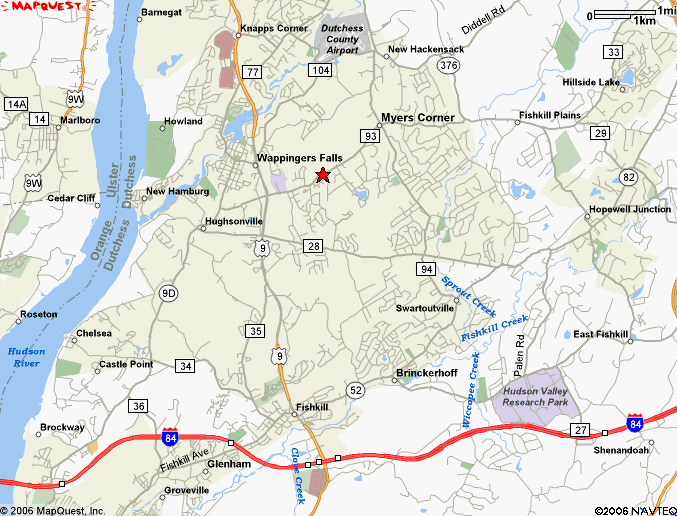 MAPQUEST
Barnegat
Knapps Corner
Dutchess
County
Airport
New Hackensack
Diddell Rd
0 1mi
1km
376
33
77
104
Hillside Lake
14A
9W
14
Marlboro
Howland
93
Myers Corner
Fishkill Plains
29
Wappingers Falls
9W
Cedar Cliff
New Hamburg
82
Ulster
Dutchess
Orange
Dutchess
Hughsonville
Hopewell Junction
9
28
94
9D
Sprout Creek
Swartoutville
Roseton
Chelsea
35
Fishkill Creek
East Fishkill
Palen Rd
Hudson
River
Castle Point
34
9
52
Brinckerhoff
Wiccopee Creek
Hudson Valley
Research Park
36
Fishkill
Brockway
84
27
84
Shenandoah
Fishkill Ave
Glenham
Clove Creek
Groveville
© 2006 MapQuest, Inc.
©2006 NAVTEQ